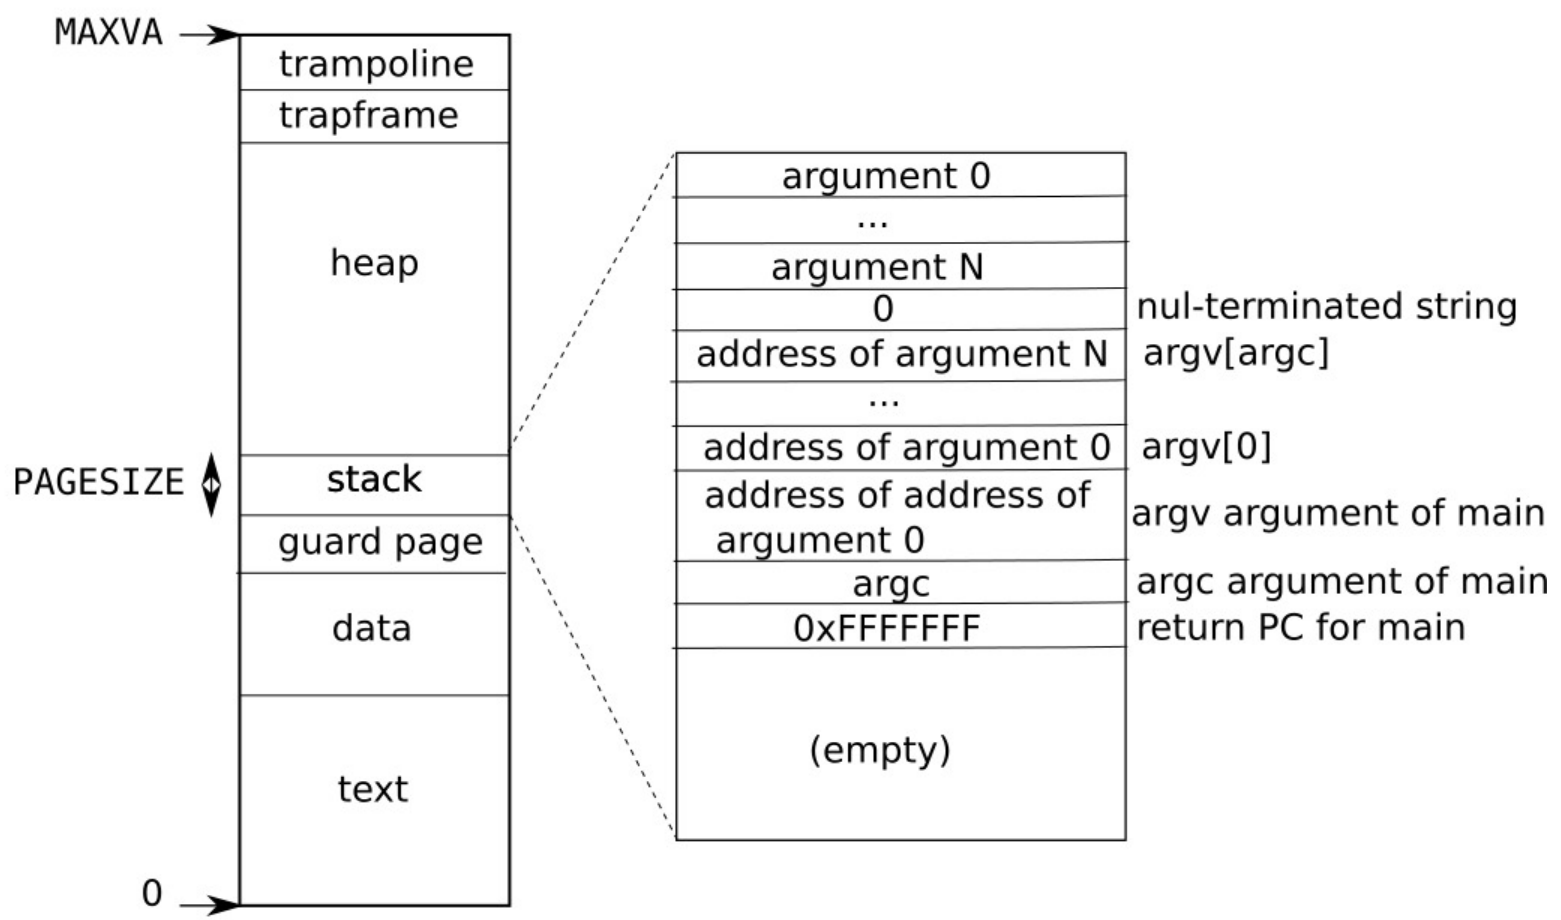 MAXVA
trampoline
trapframe
heap
PAGESIZE
stack
guard page
data
text
0
argument 0
...
argument N
0 nul-terminated string
address of argument N argv[argc]
...
address of argument 0 argv[0]
address of address of
argument 0
argv argument of main
argc argc argument of main
0xFFFFFFF return PC for main
(empty)